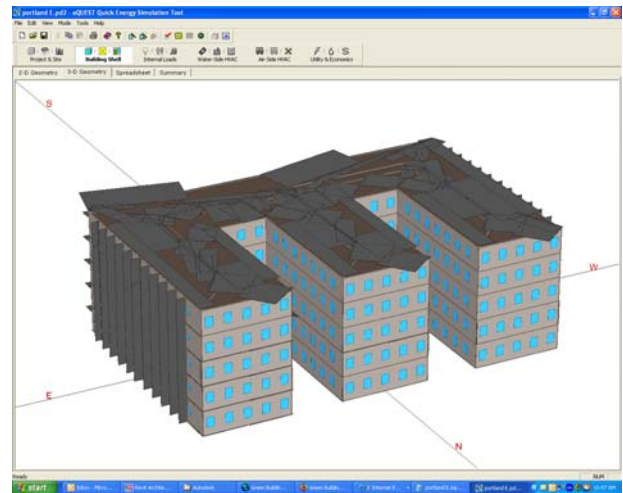 portland E.pd2 - eQUEST Quick Energy Simulation Tool
File Edit View Mode Tools Help
Project & Site Building Shell Internal Loads Water-Side HVAC Air-Side HVAC Utility & Economics
2-D Geometry 3-D Geometry Spreadsheet Summary
S
W
E
N
Ready NUM
start Autodesk